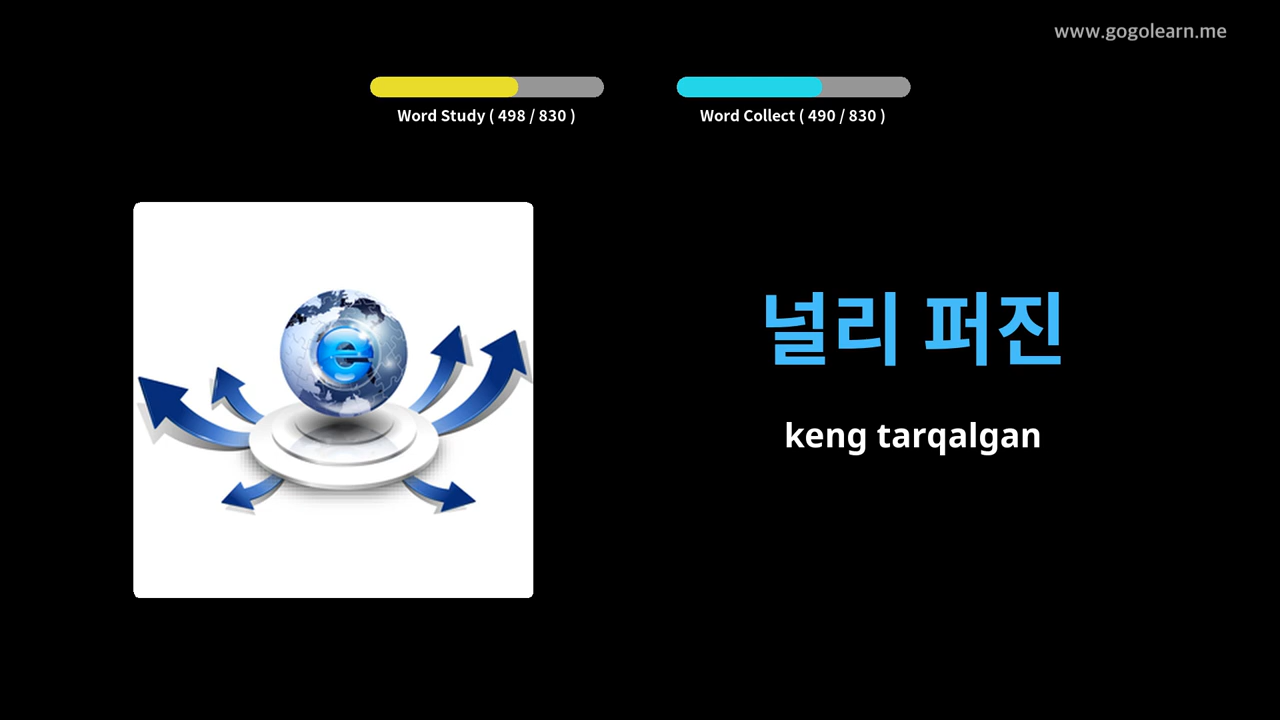 www.gogolearn.me
Word Study ( 498 / 830 )
Word Collect ( 490 / 830 )
e
널리 퍼진
keng tarqalgan